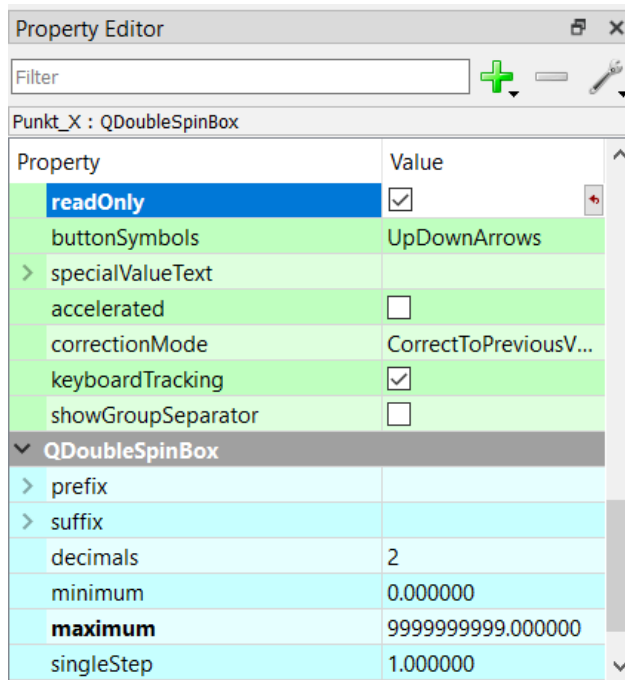 Property Editor
Filter
Punkt_X : QDoubleSpinBox
Property Value
readOnly
buttonSymbols UpDownArrows
specialValueText
accelerated
correctionMode CorrectToPreviousV...
keyboardTracking
showGroupSeparator
QDoubleSpinBox
prefix
suffix
decimals 2
minimum 0.000000
maximum 9999999999.000000
singleStep 1.000000